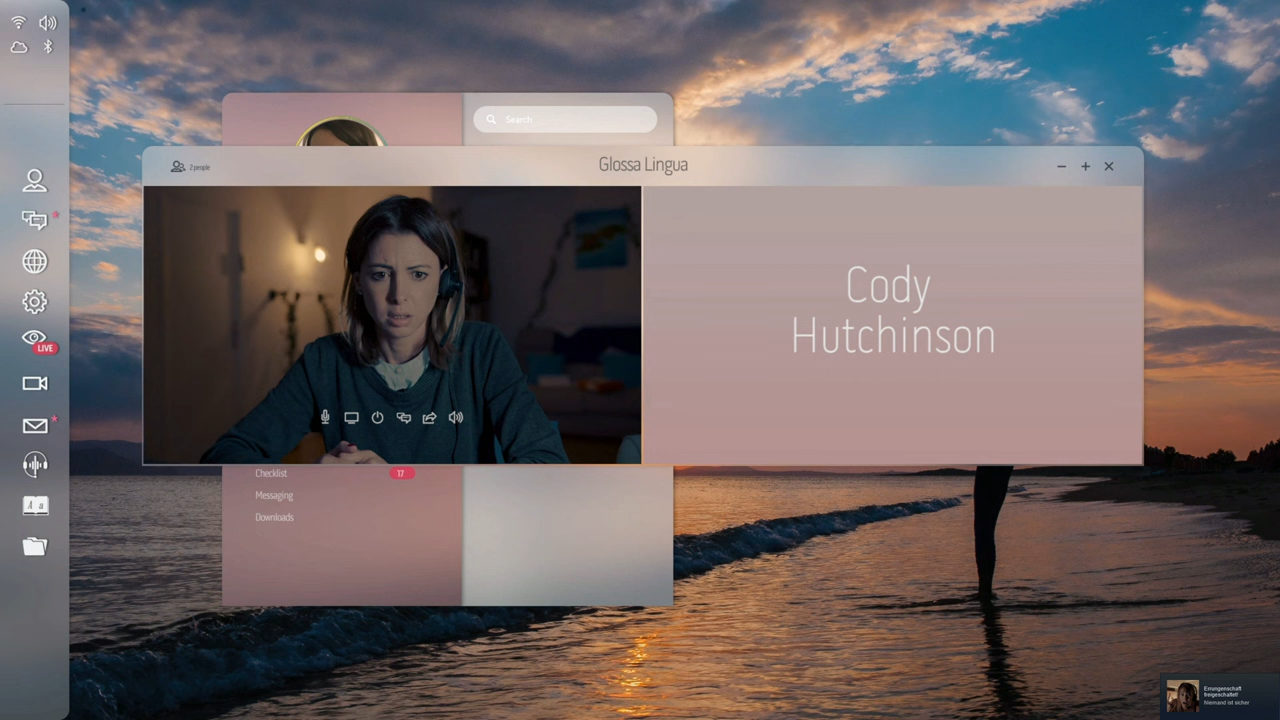 Search
2 people
Glossa Lingua
LIVE
Cody
Hutchinson
A a
Checklist
17
Messaging
Downloads
Errungenschaft
freigeschaltet!
Niemand ist sicher